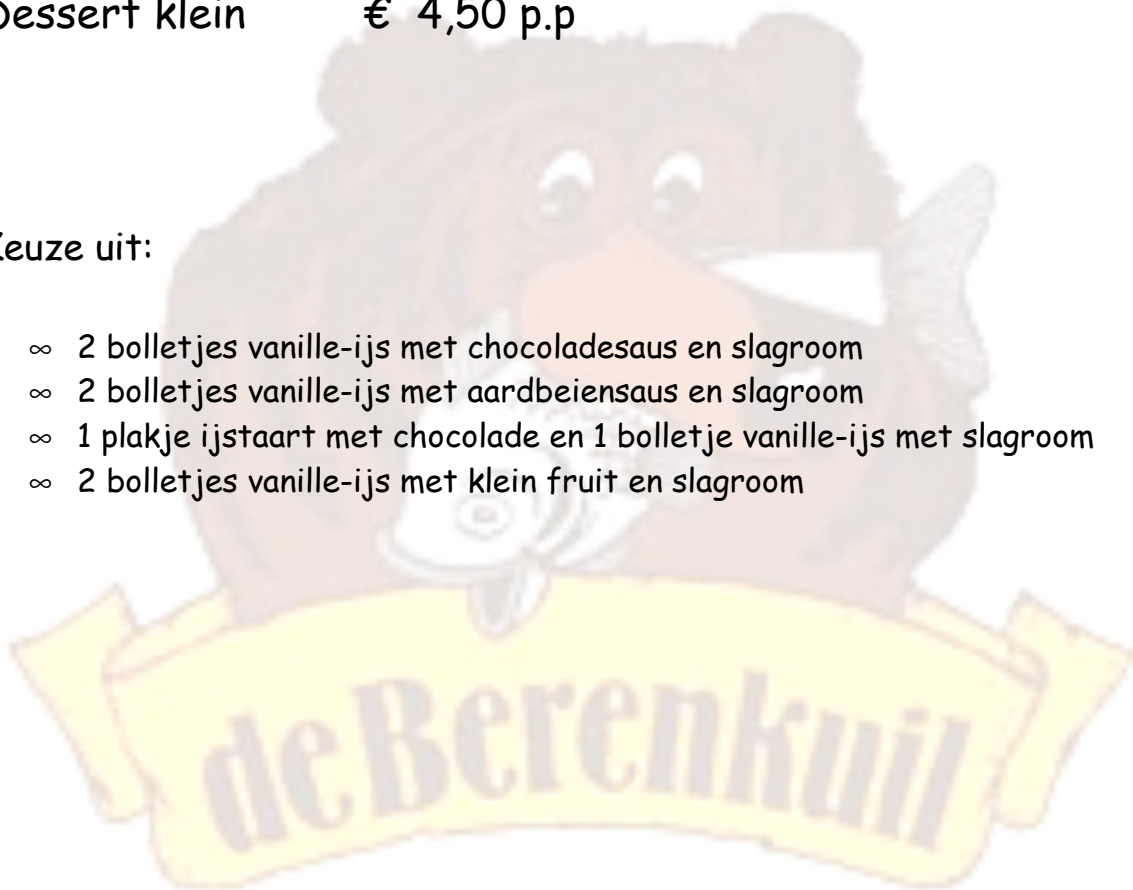 Dessert klein € 4,50 p.p
Keuze uit:
∞ 2 bolletjes vanille-ijs met chocoladesaus en slagroom
∞ 2 bolletjes vanille-ijs met aardbeiensaus en slagroom
∞ 1 plakje ijstaart met chocolade en 1 bolletje vanille-ijs met slagroom
∞ 2 bolletjes vanille-ijs met klein fruit en slagroom
de Berenkuil